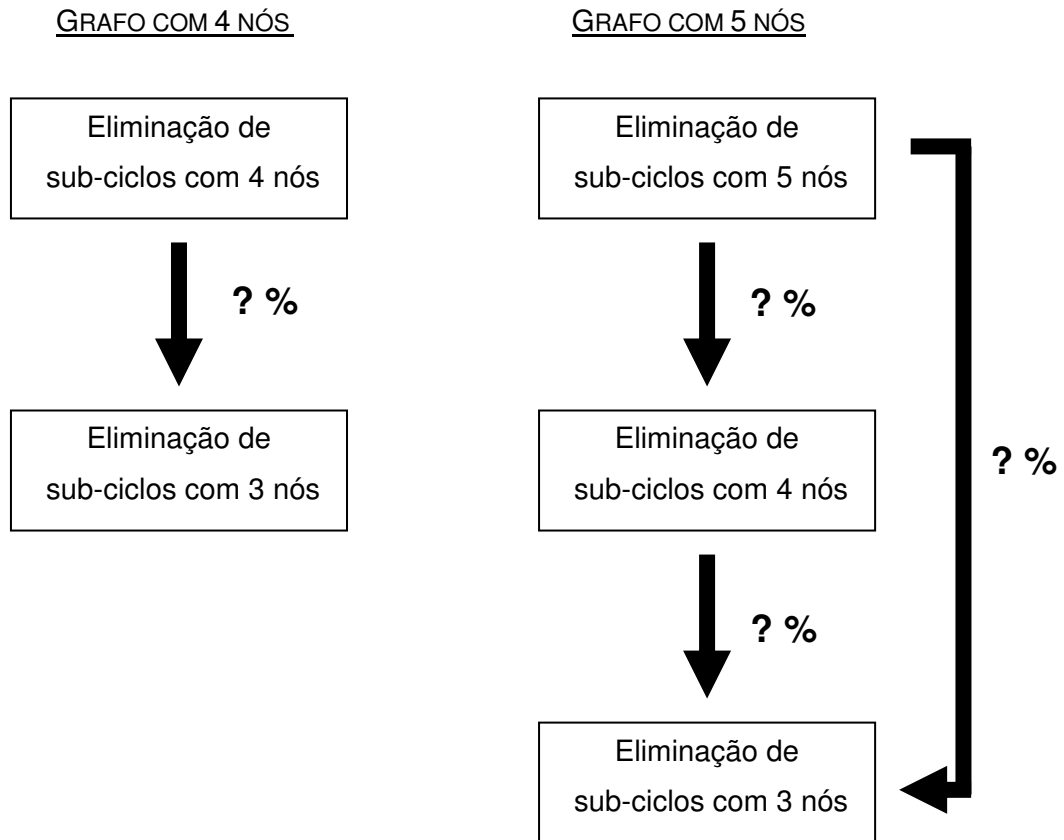 GRAFO COM 4 NÓS
Eliminação de
sub-ciclos com 4 nós
? %
Eliminação de
sub-ciclos com 3 nós
GRAFO COM 5 NÓS
Eliminação de
sub-ciclos com 5 nós
? %
Eliminação de
sub-ciclos com 4 nós
? %
? %
Eliminação de
sub-ciclos com 3 nós